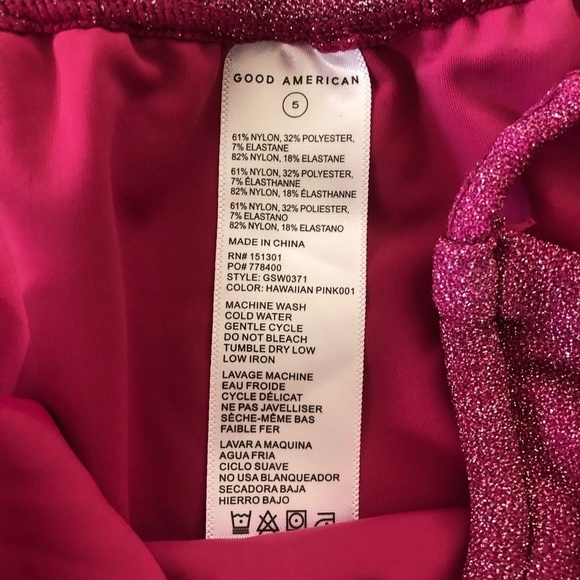 GOOD AMERICAN
5
61% NYLON, 32% POLYESTER,
7% ELASTANE
82% NYLON, 18% ELASTANE
61% NYLON, 32% POLYESTER,
7% ÉLASTHANNE
82% NYLON, 18% ÉLASTHANNE
61% NYLON, 32% POLIESTER,
7% ELASTANO
82% NYLON, 18% ELASTANO
MADE IN CHINA
RN# 151301
PO# 778400
STYLE: GSW0371
COLOR: HAWAIIAN PINK001
MACHINE WASH
COLD WATER
GENTLE CYCLE
DO NOT BLEACH
TUMBLE DRY LOW
LOW IRON
LAVAGE MACHINE
EAU FROIDE
CYCLE DÉLICAT
NE PAS JAVELLISER
SÈCHE-MÊME BAS
FAIBLE FER
LAVAR A MAQUINA
AGUA FRIA
CICLO SUAVE
NO USA BLANQUEADOR
SECADORA BAJA
HIERRO BAJO